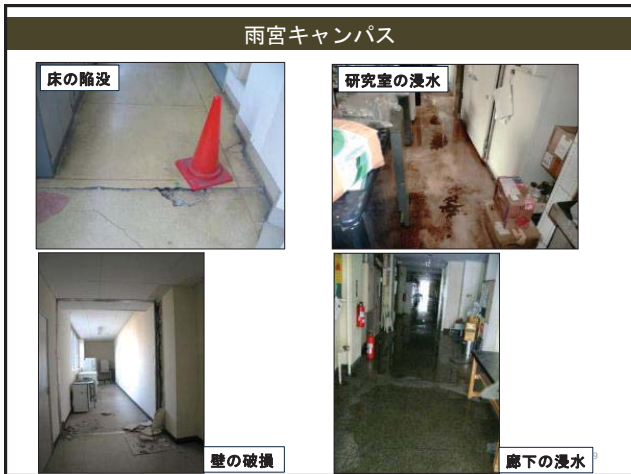 雨宮キャンパス
床の陥没
研究室の浸水
壁の破損
廊下の浸水
9